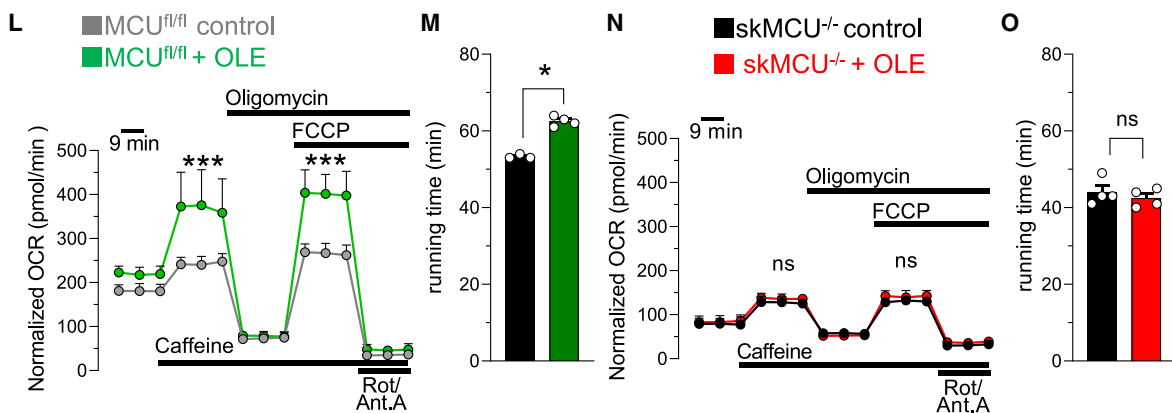 L
MCUfl/fl control
MCUfl/fl + OLE
Oligomycin
FCCP
9 min
***
***
Normalized OCR (pmol/min)
500
400
300
200
100
0
Caffeine
Rot/
Ant.A
M
*
running time (min)
80
60
40
20
0
N
skMCU-/- control
skMCU-/- + OLE
9 min
Oligomycin
FCCP
ns
ns
Normalized OCR (pmol/min)
500
400
300
200
100
0
Caffeine
Rot/
Ant.A
O
ns
running time (min)
80
60
40
20
0